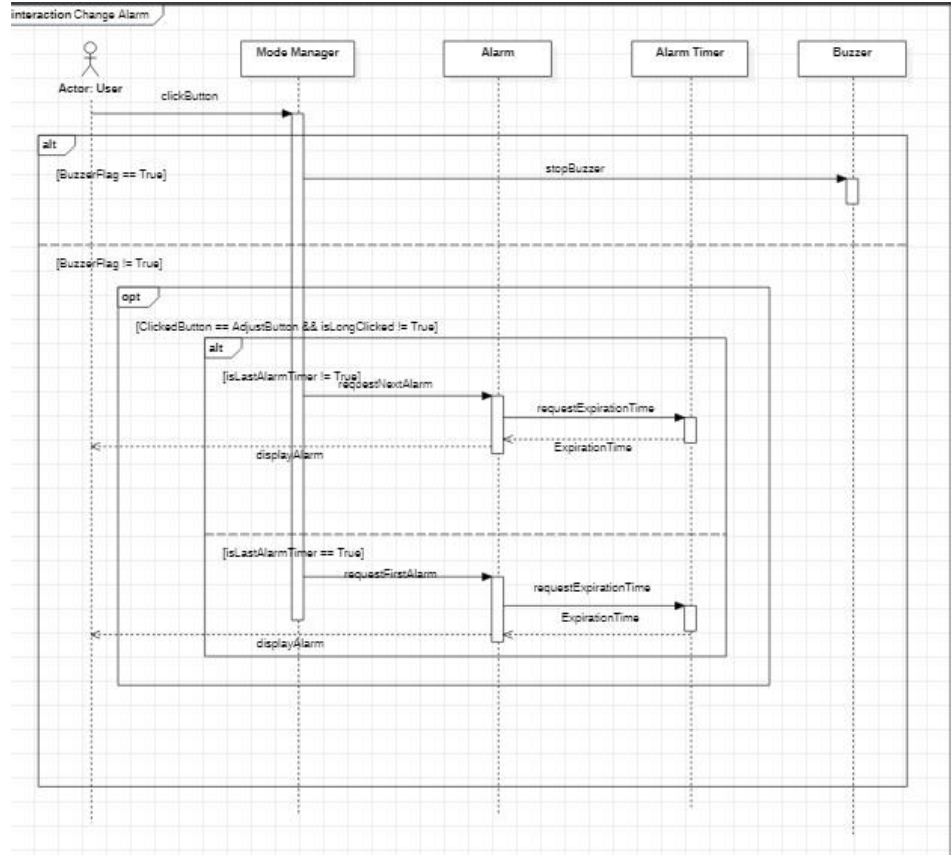 interaction Change Alarm
Mode Manager
Alarm
Alarm Timer
Buzzer
Actor: User
clickButton
alt
[BuzzerFlag == True]
stopBuzzer
[BuzzerFlag != True]
opt
[ClickedButton == AdjustButton && isLongClicked != True]
alt
[isLastAlarmTimer != True]
requestNextAlarm
requestExpirationTime
ExpirationTime
displayAlarm
[isLastAlarmTimer == True]
requestFirstAlarm
requestExpirationTime
ExpirationTime
displayAlarm